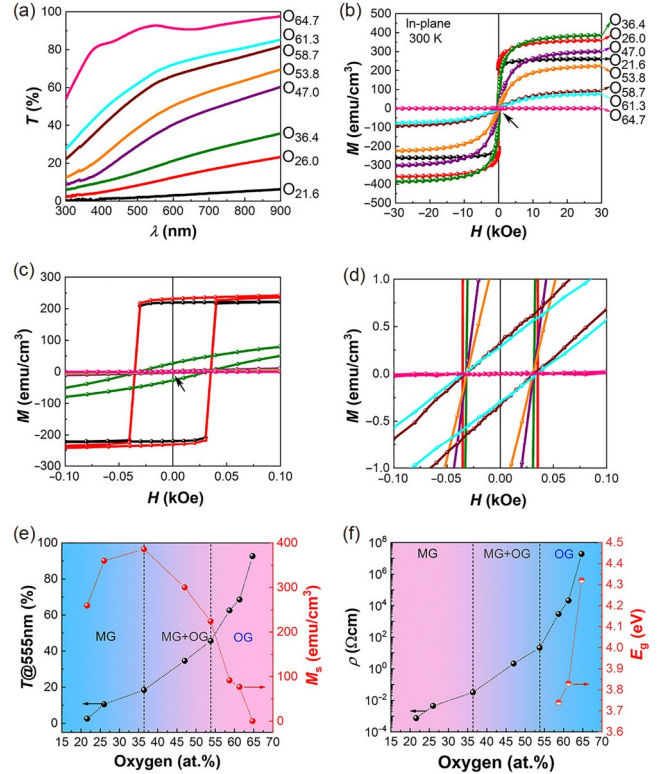 (a)
100
80
60
40
20
0
T (%)
300 400 500 600 700 800 900
λ (nm)
O64.7
O61.3
O58.7
O53.8
O47.0
O36.4
O26.0
O21.6
(b)
In-plane
300 K
500
400
300
200
100
0
−100
−200
−300
−400
−500
M (emu/cm3)
−30 −20 −10 0 10 20 30
H (kOe)
O36.4
O26.0
O47.0
O21.6
O53.8
O58.7
O61.3
O64.7
(c)
300
200
100
0
−100
−200
−300
M (emu/cm3)
−0.10 −0.05 0.00 0.05 0.10
H (kOe)
(d)
1.0
0.5
0.0
−0.5
−1.0
M (emu/cm3)
−0.10 −0.05 0.00 0.05 0.10
H (kOe)
(e)
100
80
60
40
20
0
T@555nm (%)
MG
MG+OG
OG
400
300
200
100
0
Ms (emu/cm3)
15 20 25 30 35 40 45 50 55 60 65 70
Oxygen (at.%)
(f)
10^8
10^6
10^4
10^2
10^0
10^−2
10^−4
ρ (Ωcm)
MG
MG+OG
OG
4.5
4.4
4.3
4.2
4.1
4.0
3.9
3.8
3.7
3.6
Eg (eV)
15 20 25 30 35 40 45 50 55 60 65 70
Oxygen (at.%)